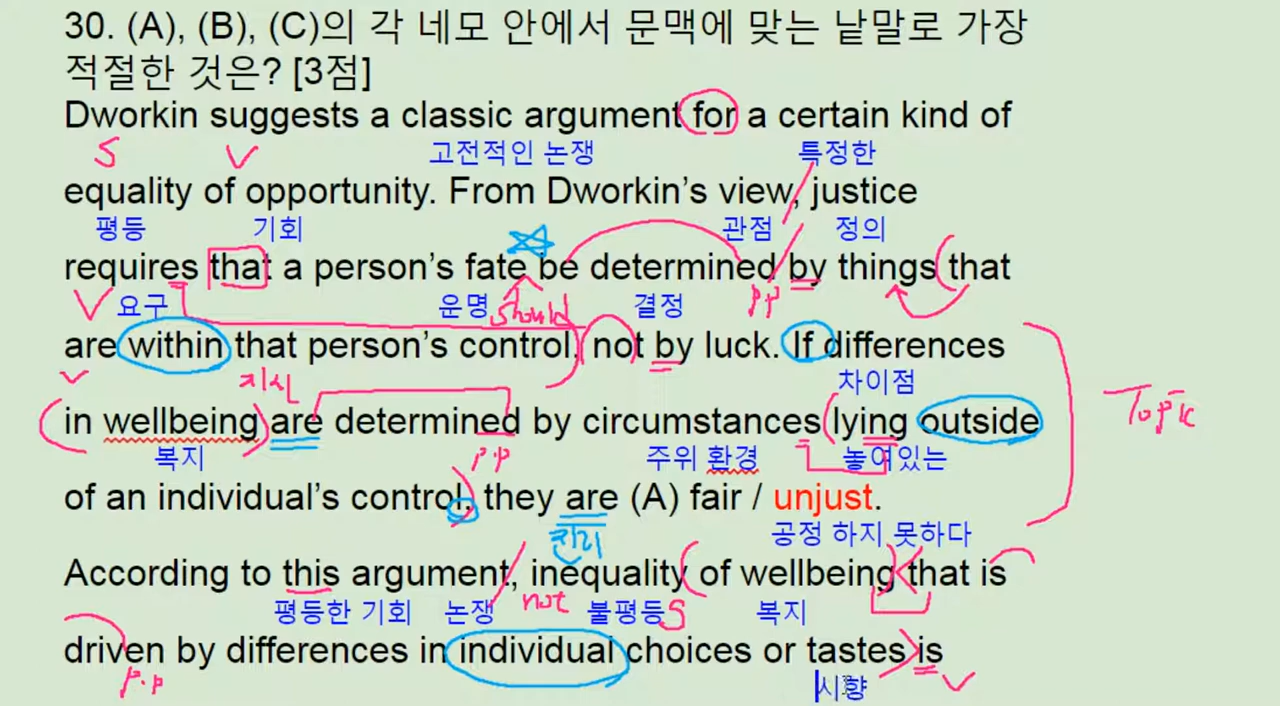 30. (A), (B), (C)의 각 네모 안에서 문맥에 맞는 낱말로 가장
적절한 것은? [3점]
Dworkin suggests a classic argument for a certain kind of
S V 고전적인 논쟁 특정한
equality of opportunity. From Dworkin's view, justice
평등 기회 관점 정의
requires that a person's fate be determined by things that
V 요구 운명 should 결정 p.p
are within that person's control, not by luck. If differences
V 지신 차이점
in wellbeing are determined by circumstances lying outside
Topic
복지 p.p 주위 환경 놓여있는
of an individual's control, they are (A) fair / unjust.
공정 하지 못하다
According to this argument, inequality of wellbeing that is
평등한 기회 논쟁 not 불평등 S 복지
driven by differences in individual choices or tastes is
p.p 시향 V